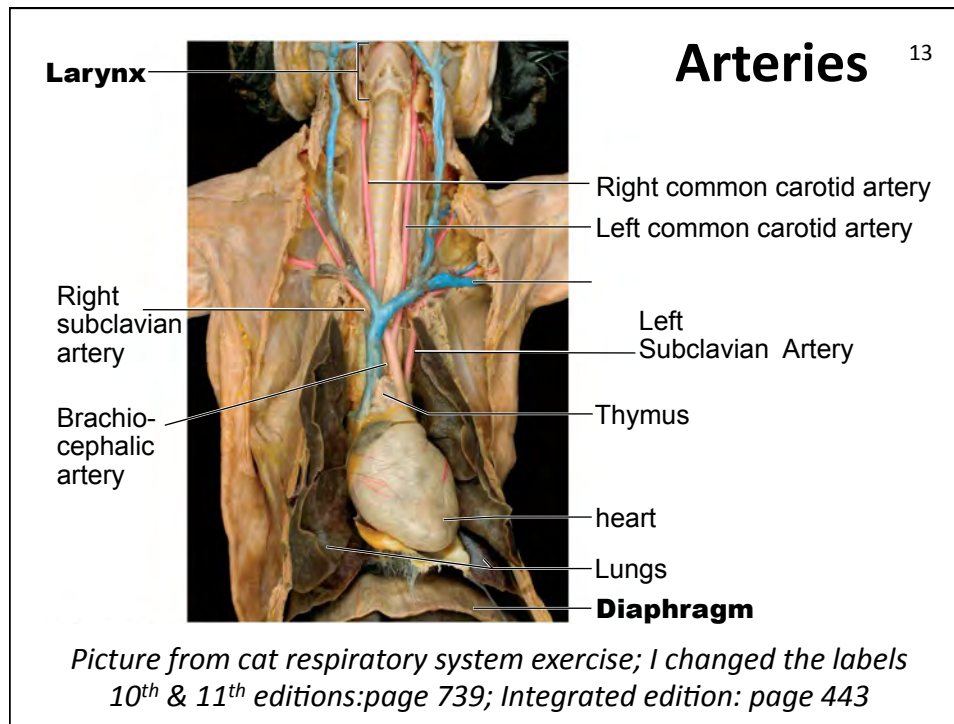 Arteries
13
Larynx
Right common carotid artery
Left common carotid artery
Right
subclavian
artery
Left
Subclavian Artery
Brachio-
cephalic
artery
Thymus
heart
Lungs
Diaphragm
Picture from cat respiratory system exercise; I changed the labels
10th & 11th editions:page 739; Integrated edition: page 443